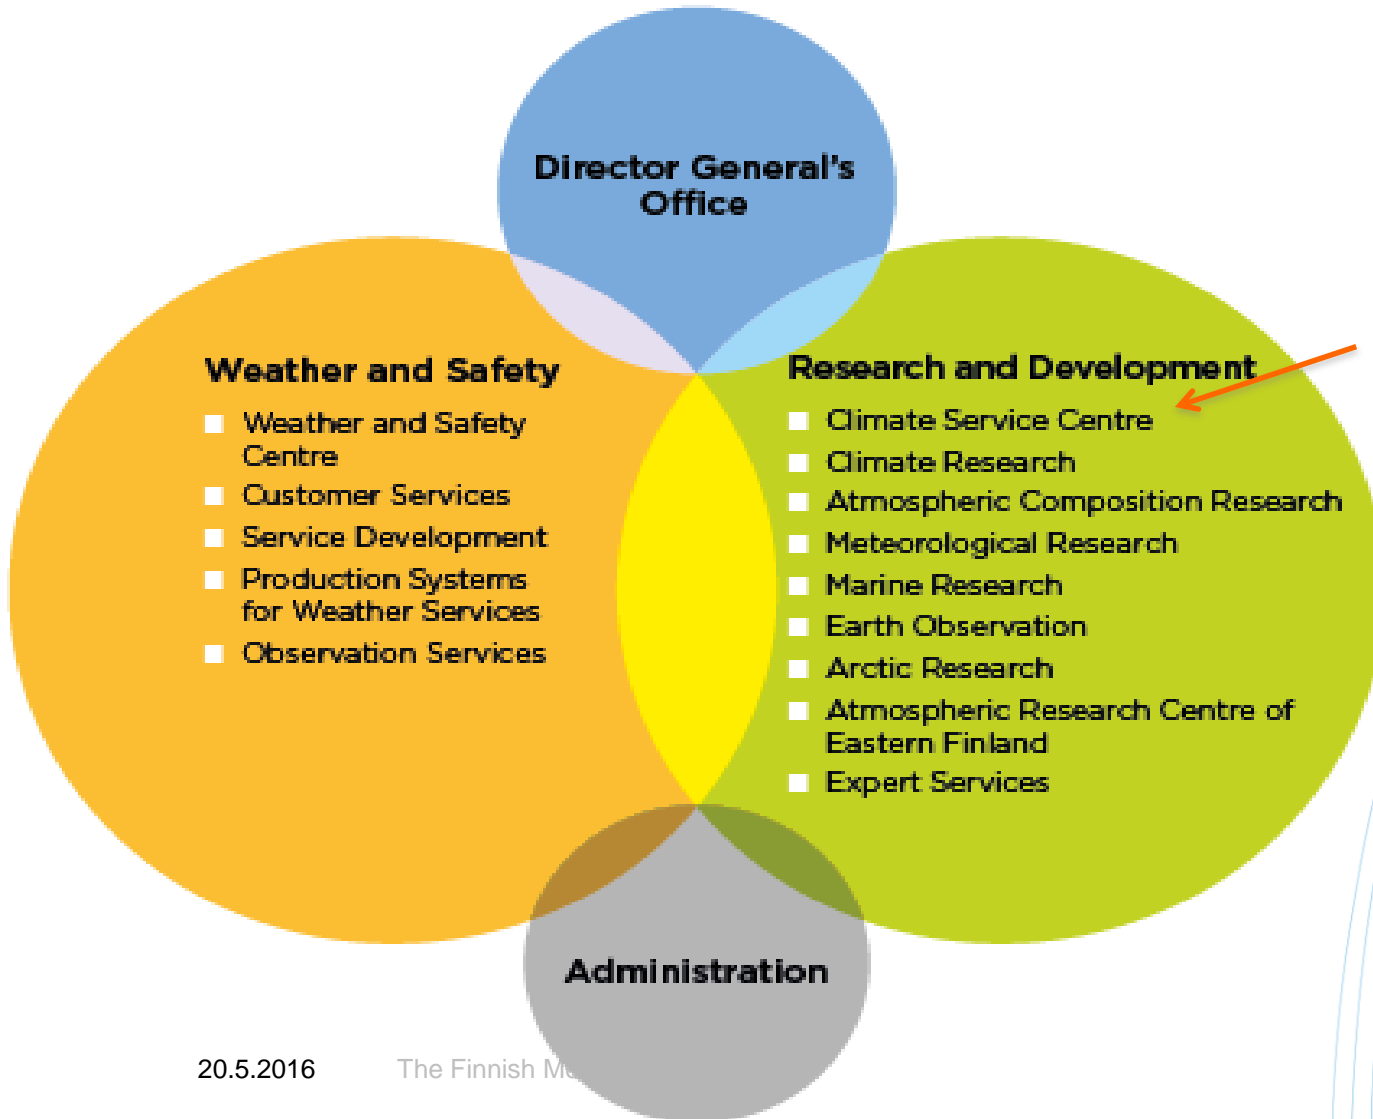 Director General's
Office
Weather and Safety
Weather and Safety
Centre
Customer Services
Service Development
Production Systems
for Weather Services
Observation Services
Research and Development
Climate Service Centre
Climate Research
Atmospheric Composition Research
Meteorological Research
Marine Research
Earth Observation
Arctic Research
Atmospheric Research Centre of
Eastern Finland
Expert Services
Administration
20.5.2016 The Finnish